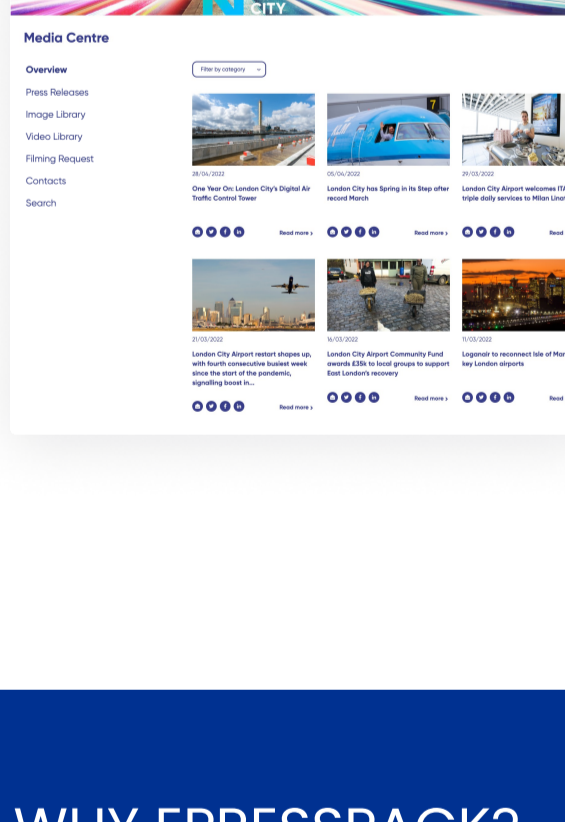 CITY
Media Centre
Overview
Press Releases
Image Library
Video Library
Filming Request
Contacts
Search
Filter by category
7
28/04/2022
One Year On: London City's Digital Air
Traffic Control Tower
Read more ›
05/04/2022
London City has Spring in its Step after
record March
Read more ›
29/03/2022
London City Airport welcomes ITA
triple daily services to Milan Linat
Read
21/03/2022
London City Airport restart shapes up,
with fourth consecutive busiest week
since the start of the pandemic,
signalling boost in...
Read more ›
16/03/2022
London City Airport Community Fund
awards £35k to local groups to support
East London's recovery
Read more ›
11/03/2022
Loganair to reconnect Isle of Man
key London airports
Read
WHY EPRESSPACK?